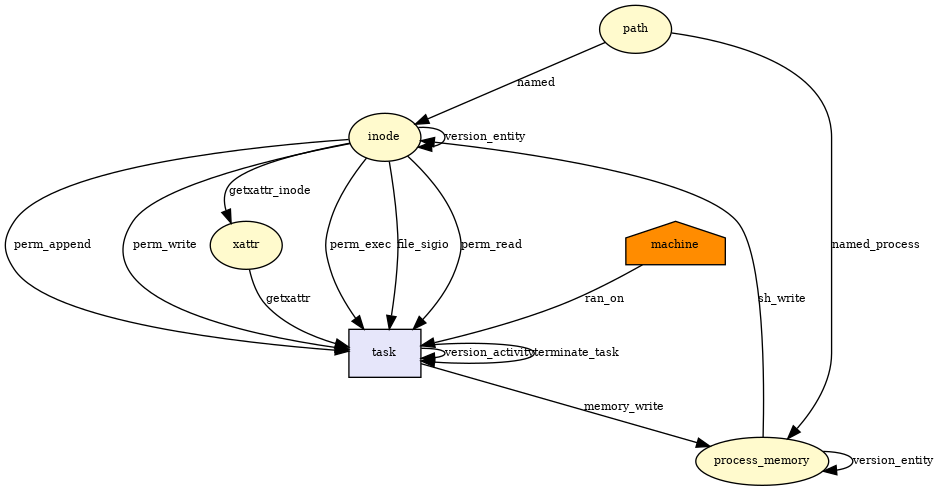 path
named
inode
version_entity
getxattr_inode
perm_append
perm_write
xattr
perm_exec
file_sigio
perm_read
machine
named_process
getxattr
ran_on
sh_write
task
version_activity
terminate_task
memory_write
process_memory
version_entity